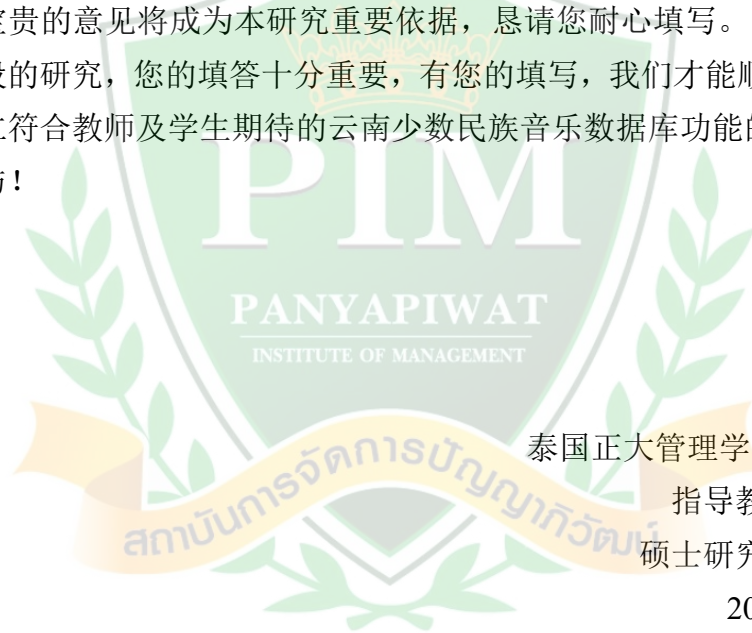 贵的意见将成为本研究重要依据，恳请您耐心填写。
的研究，您的填答十分重要，有您的填写，我们才能顺
符合教师及学生期待的云南少数民族音乐数据库功能的
！
PIM
PANYAPIWAT
INSTITUTE OF MANAGEMENT
สถาบันการจัดการปัญญาภิวัฒน์
泰国正大管理学
指导教
硕士研究
20